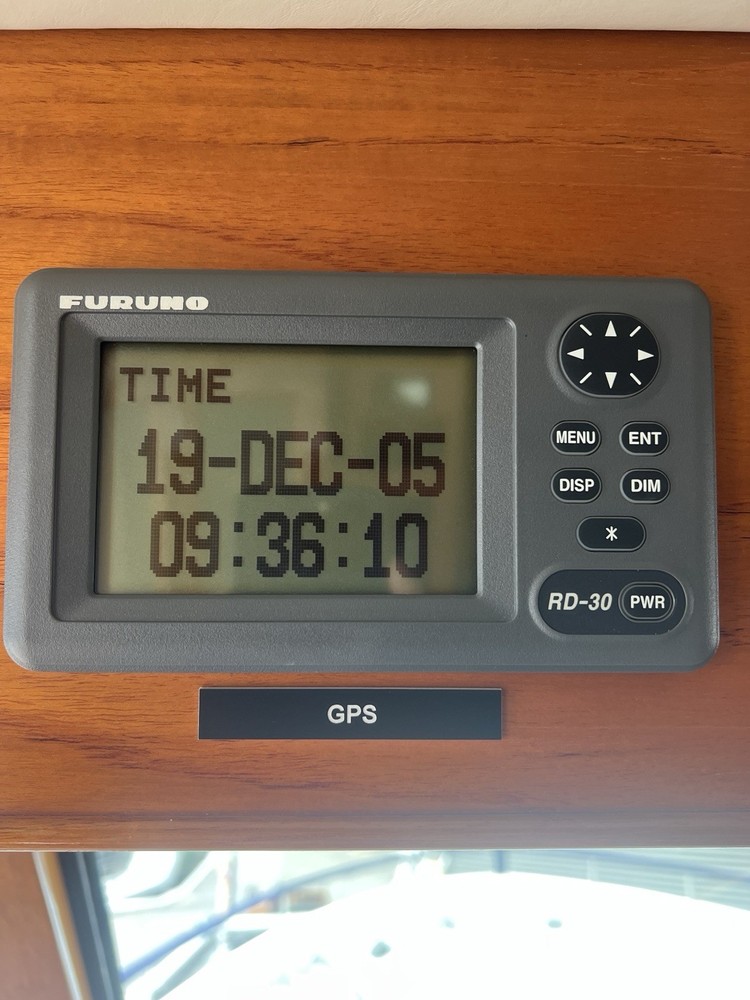 FURUNO
TIME
19-DEC-05
09:36:10
MENU
ENT
DISP
DIM
RD-30
PWR
GPS